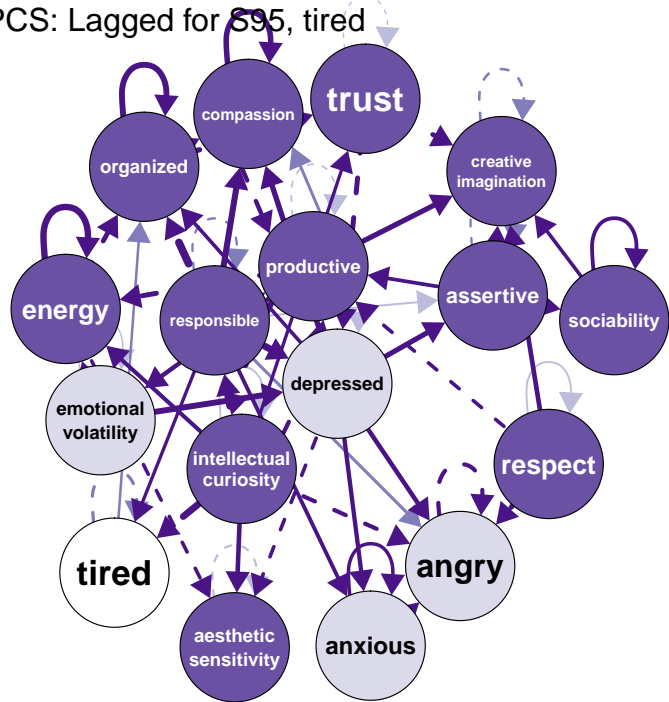 PCS: Lagged for S95, tired
trust
compassion
organized
creative
imagination
productive
energy
responsible
assertive
sociability
depressed
emotional
volatility
intellectual
curiosity
respect
tired
angry
aesthetic
sensitivity
anxious